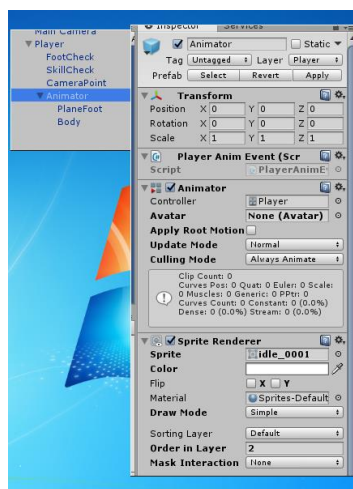 Main Camera
Player
FootCheck
SkillCheck
CameraPoint
Animator
PlaneFoot
Body
Inspector Services
Animator Static
Tag Untagged Layer Player
Prefab Select Revert Apply
Transform
Position X 0 Y 0 Z 0
Rotation X 0 Y 0 Z 0
Scale X 1 Y 1 Z 1
Player Anim Event (Scr
Script PlayerAnimE
Animator
Controller Player
Avatar None (Avatar)
Apply Root Motion
Update Mode Normal
Culling Mode Always Animate
Clip Count: 0
Curves Pos: 0 Quat: 0 Euler: 0 Scale:
0 Muscles: 0 Generic: 0 PPtr: 0
Curves Count: 0 Constant: 0 (0.0%)
Dense: 0 (0.0%) Stream: 0 (0.0%)
Sprite Renderer
Sprite idle_0001
Color
Flip X Y
Material Sprites-Default
Draw Mode Simple
Sorting Layer Default
Order in Layer 2
Mask Interaction None